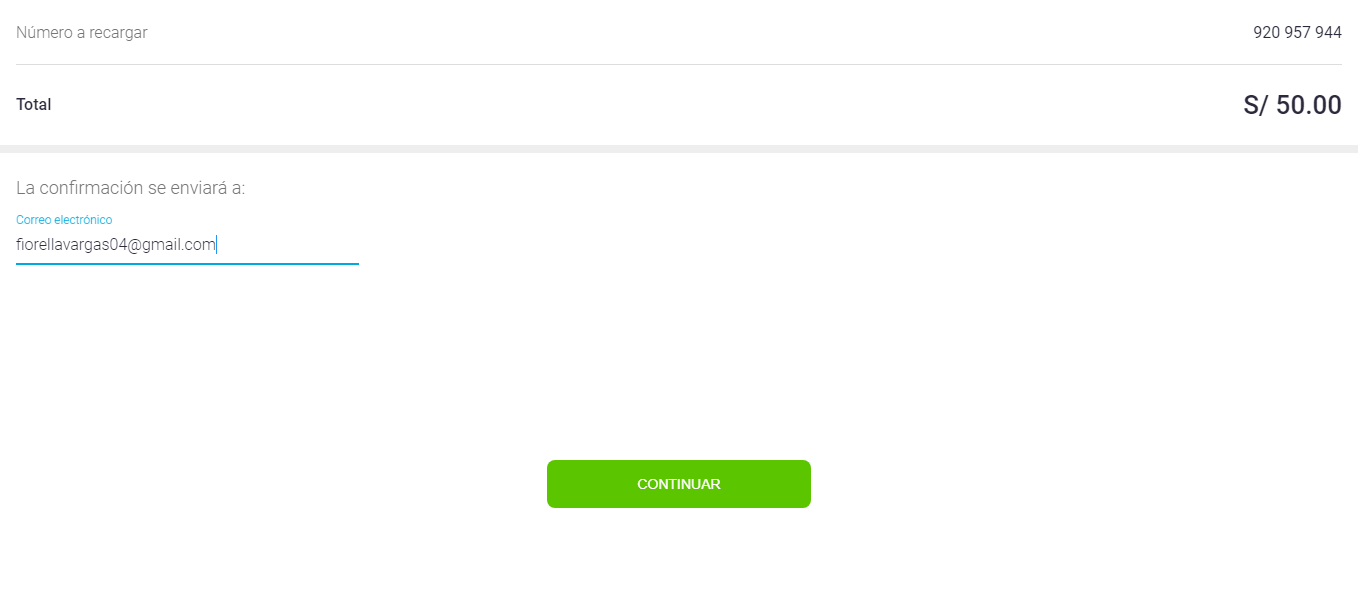 Número a recargar 920 957 944
Total S/ 50.00
La confirmación se enviará a:
Correo electrónico
fiorellavargas04@gmail.com
CONTINUAR